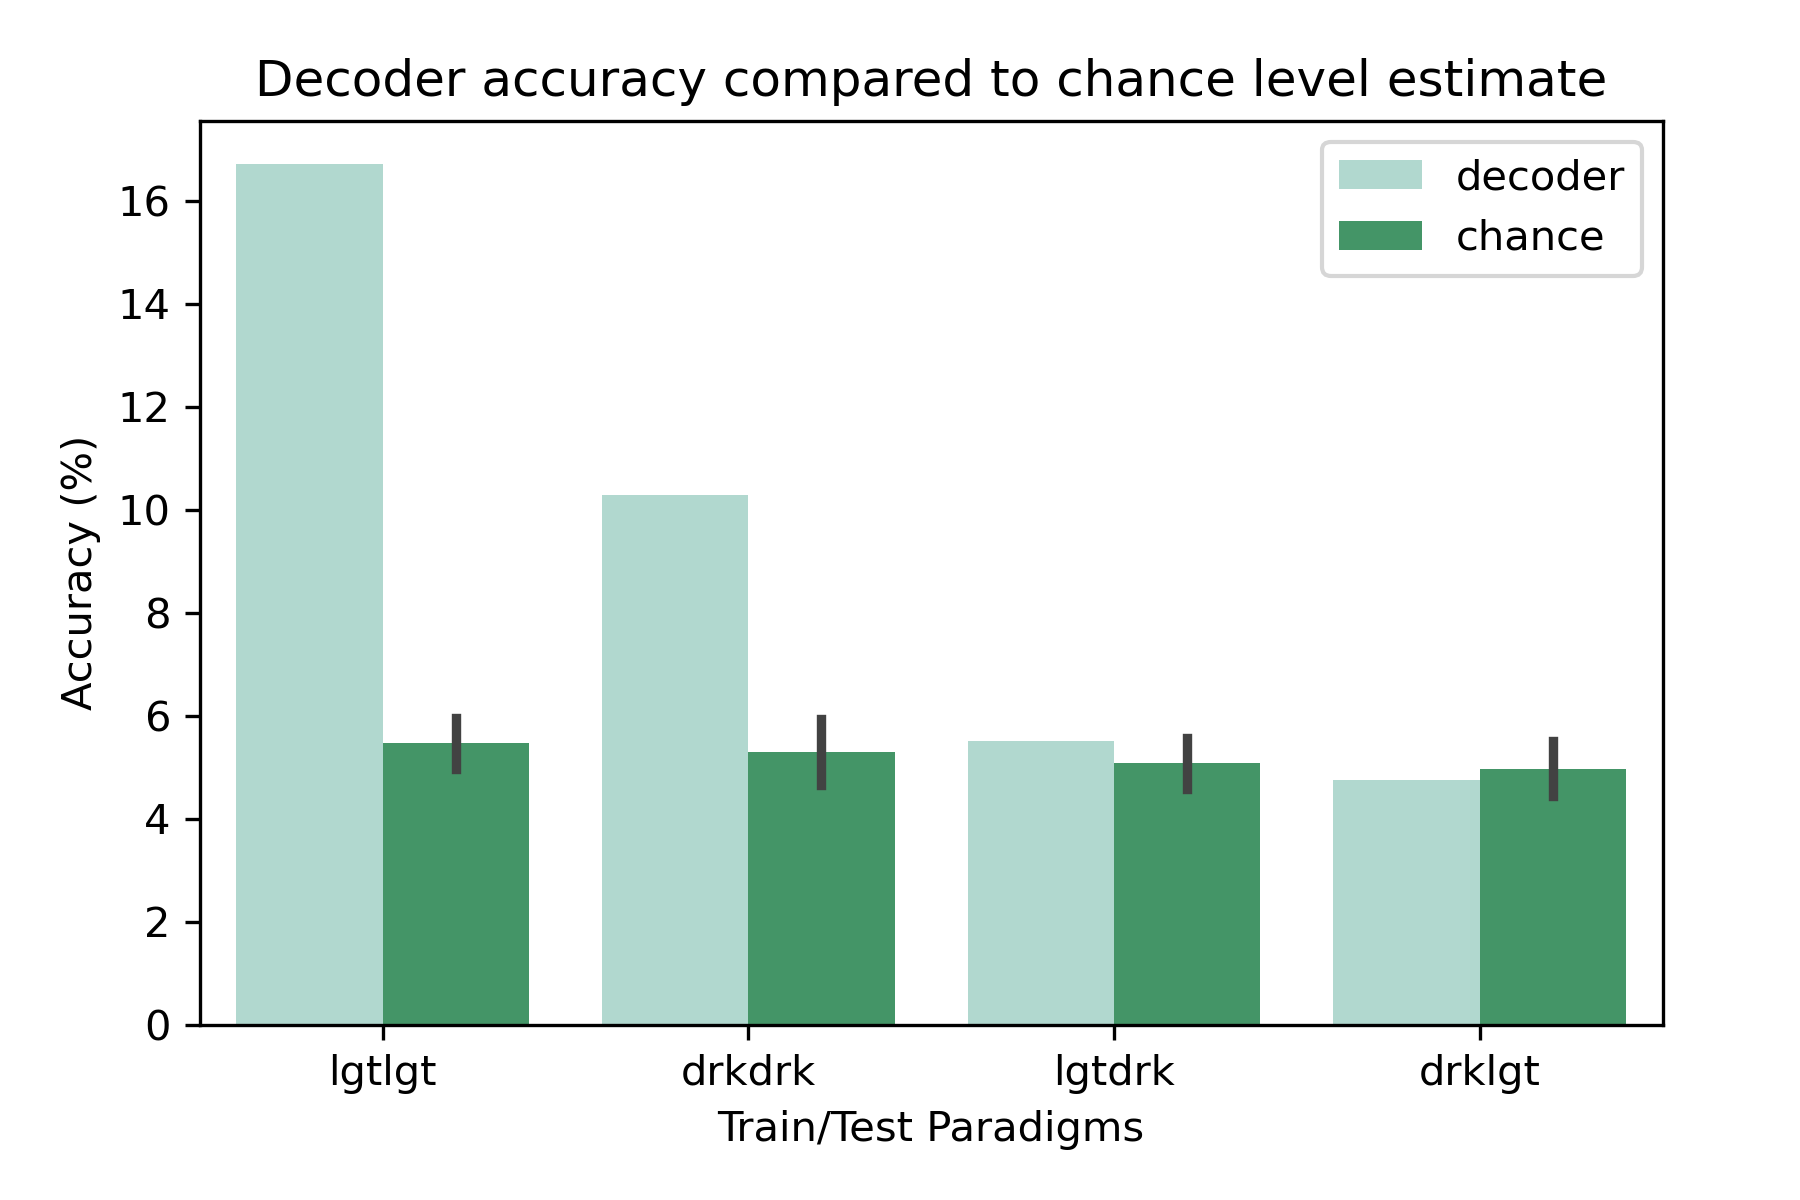 Decoder accuracy compared to chance level estimate
decoder
chance
Accuracy (%)
16
14
12
10
8
6
4
2
0
lgtlgt drkdrk lgtdrk drklgt
Train/Test Paradigms